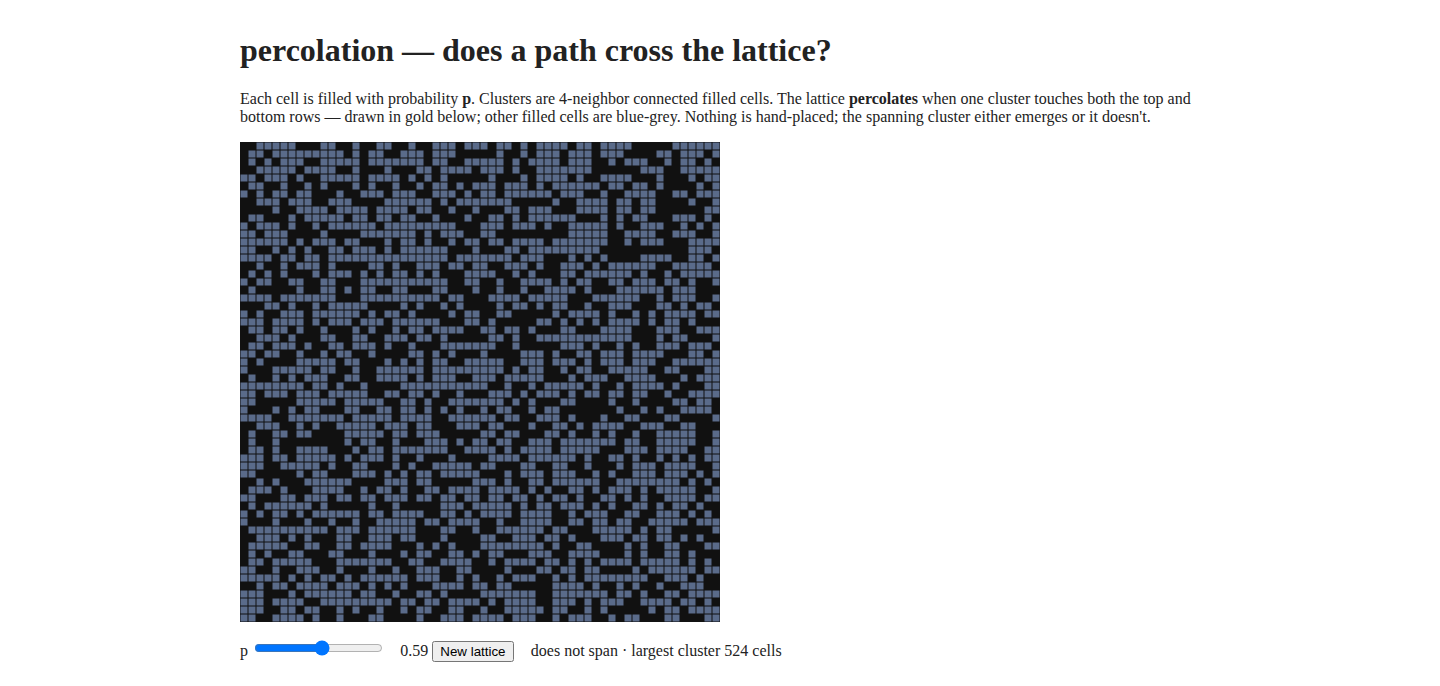 percolation — does a path cross the lattice?
Each cell is filled with probability p. Clusters are 4-neighbor connected filled cells. The lattice percolates when one cluster touches both the top and
bottom rows — drawn in gold below; other filled cells are blue-grey. Nothing is hand-placed; the spanning cluster either emerges or it doesn't.
p 0.59 New lattice does not span · largest cluster 524 cells